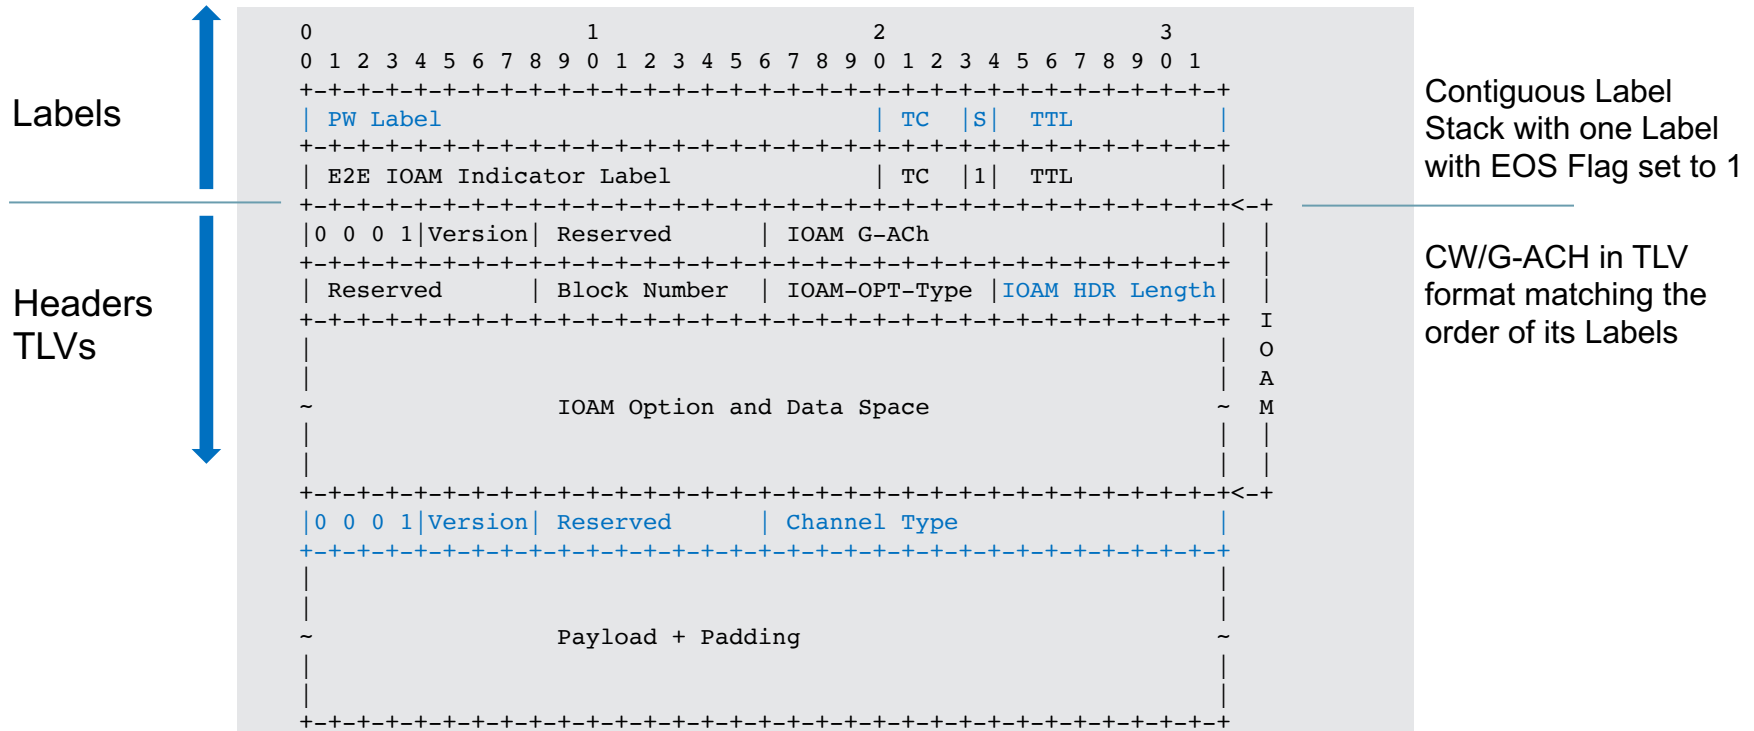 Labels
Headers
TLVs
0                   1                   2                   3
0 1 2 3 4 5 6 7 8 9 0 1 2 3 4 5 6 7 8 9 0 1 2 3 4 5 6 7 8 9 0 1
+-+-+-+-+-+-+-+-+-+-+-+-+-+-+-+-+-+-+-+-+-+-+-+-+-+-+-+-+-+-+-+-+
| PW Label                              | TC  |S|  TTL          |
+-+-+-+-+-+-+-+-+-+-+-+-+-+-+-+-+-+-+-+-+-+-+-+-+-+-+-+-+-+-+-+-+
| E2E IOAM Indicator Label              | TC  |1|  TTL          |
+-+-+-+-+-+-+-+-+-+-+-+-+-+-+-+-+-+-+-+-+-+-+-+-+-+-+-+-+-+-+-+-+<-+
|0 0 0 1|Version| Reserved      | IOAM G-ACh                    |  |
+-+-+-+-+-+-+-+-+-+-+-+-+-+-+-+-+-+-+-+-+-+-+-+-+-+-+-+-+-+-+-+-+  |
| Reserved      | Block Number  | IOAM-OPT-Type |IOAM HDR Length|  |
+-+-+-+-+-+-+-+-+-+-+-+-+-+-+-+-+-+-+-+-+-+-+-+-+-+-+-+-+-+-+-+-+  I
|                                                               |  O
|                                                               |  A
~                 IOAM Option and Data Space                    ~  M
|                                                               |  |
|                                                               |  |
+-+-+-+-+-+-+-+-+-+-+-+-+-+-+-+-+-+-+-+-+-+-+-+-+-+-+-+-+-+-+-+-+<-+
|0 0 0 1|Version| Reserved      | Channel Type                  |
+-+-+-+-+-+-+-+-+-+-+-+-+-+-+-+-+-+-+-+-+-+-+-+-+-+-+-+-+-+-+-+-+
|                                                               |
|                                                               |
~                 Payload + Padding                             ~
|                                                               |
|                                                               |
+-+-+-+-+-+-+-+-+-+-+-+-+-+-+-+-+-+-+-+-+-+-+-+-+-+-+-+-+-+-+-+-+
Contiguous Label
Stack with one Label
with EOS Flag set to 1
CW/G-ACH in TLV
format matching the
order of its Labels